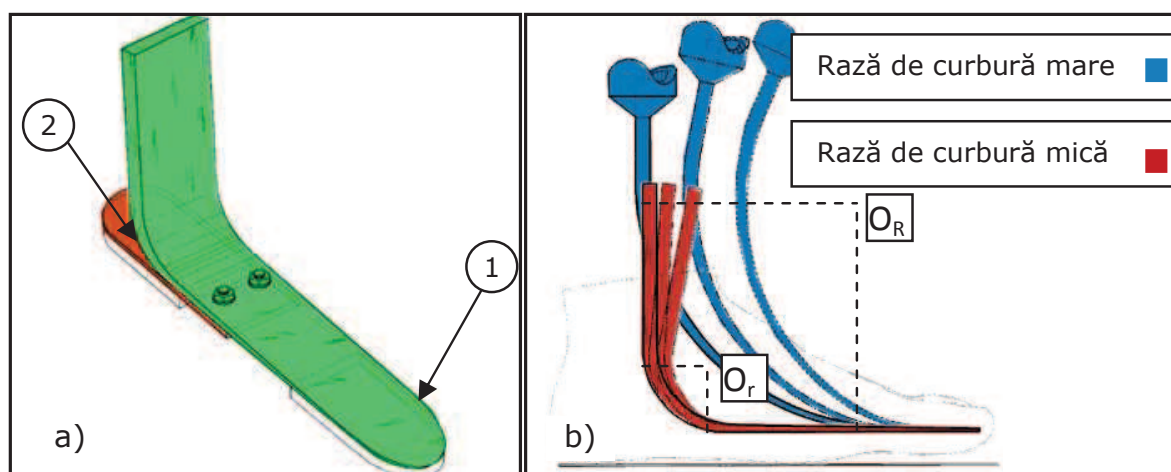 2
1
a)
Rază de curbură mare
Rază de curbură mică
O_R
O_r
b)